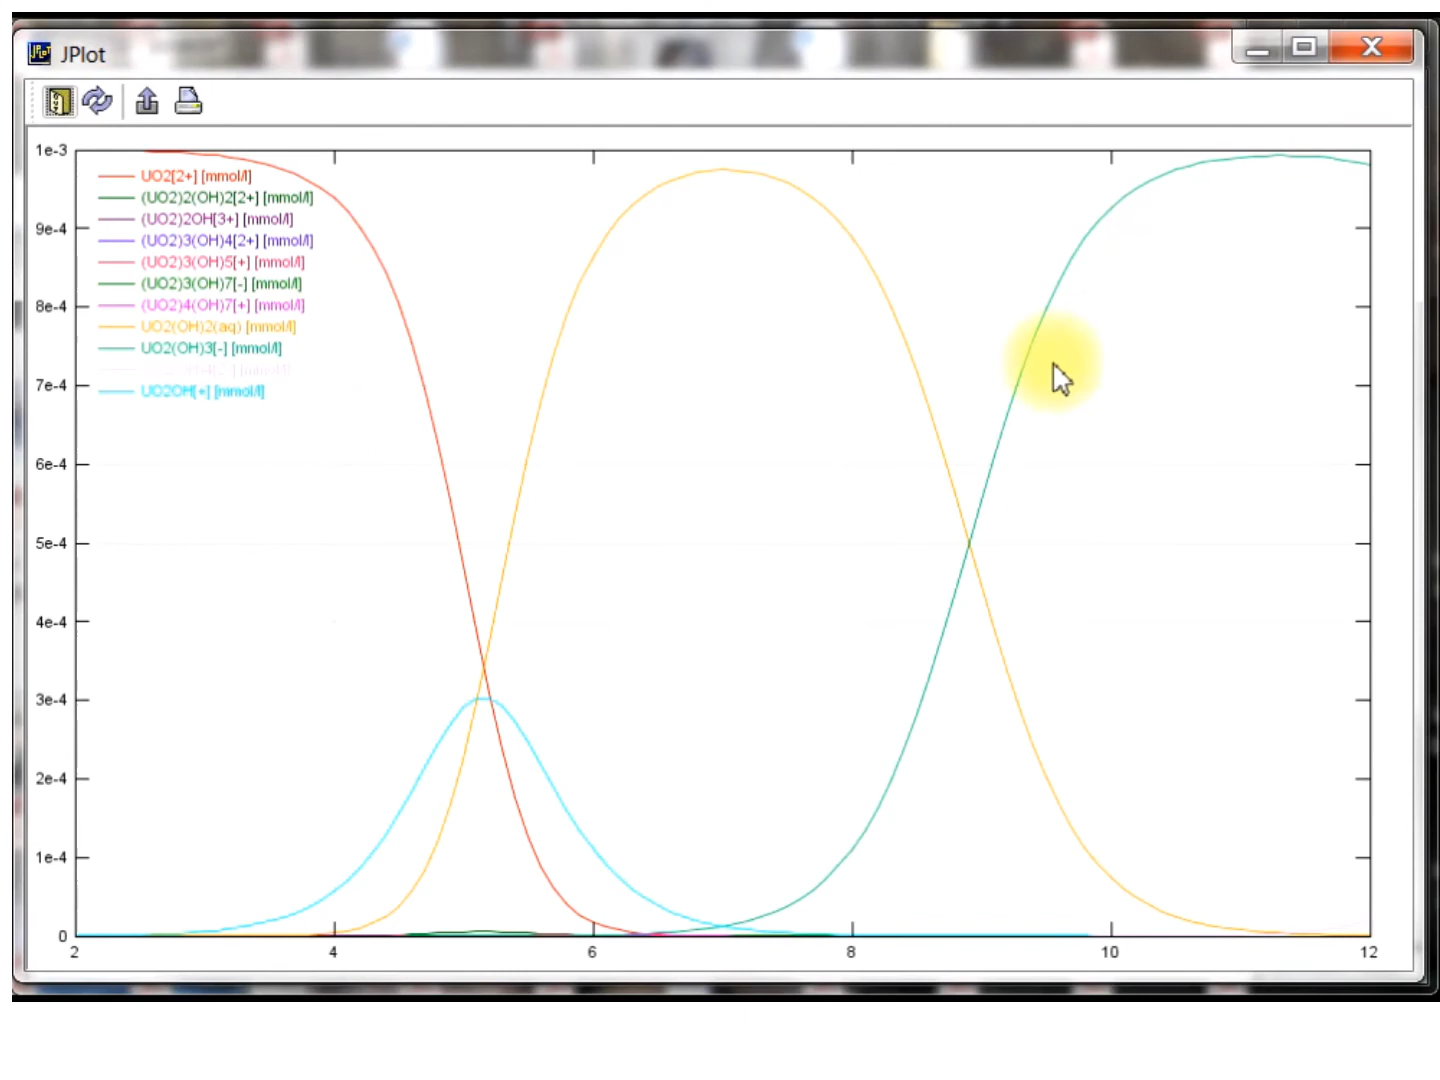 JPlot
1e-3
9e-4
8e-4
7e-4
6e-4
5e-4
4e-4
3e-4
2e-4
1e-4
0
UO2[2+] [mmol/l]
(UO2)2(OH)2[2+] [mmol/l]
(UO2)2OH[3+] [mmol/l]
(UO2)3(OH)4[2+] [mmol/l]
(UO2)3(OH)5[+] [mmol/l]
(UO2)3(OH)7[-] [mmol/l]
(UO2)4(OH)7[+] [mmol/l]
UO2(OH)2(aq) [mmol/l]
UO2(OH)3[-] [mmol/l]
UO2OH[+] [mmol/l]
2 4 6 8 10 12